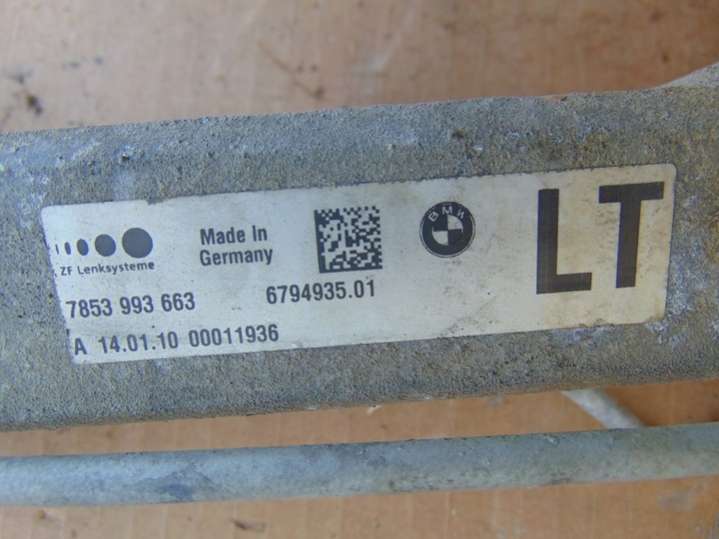 ZF Lenksysteme
Made In
Germany
BMW
LT
7853 993 663
6794935.01
A 14.01.10 00011936